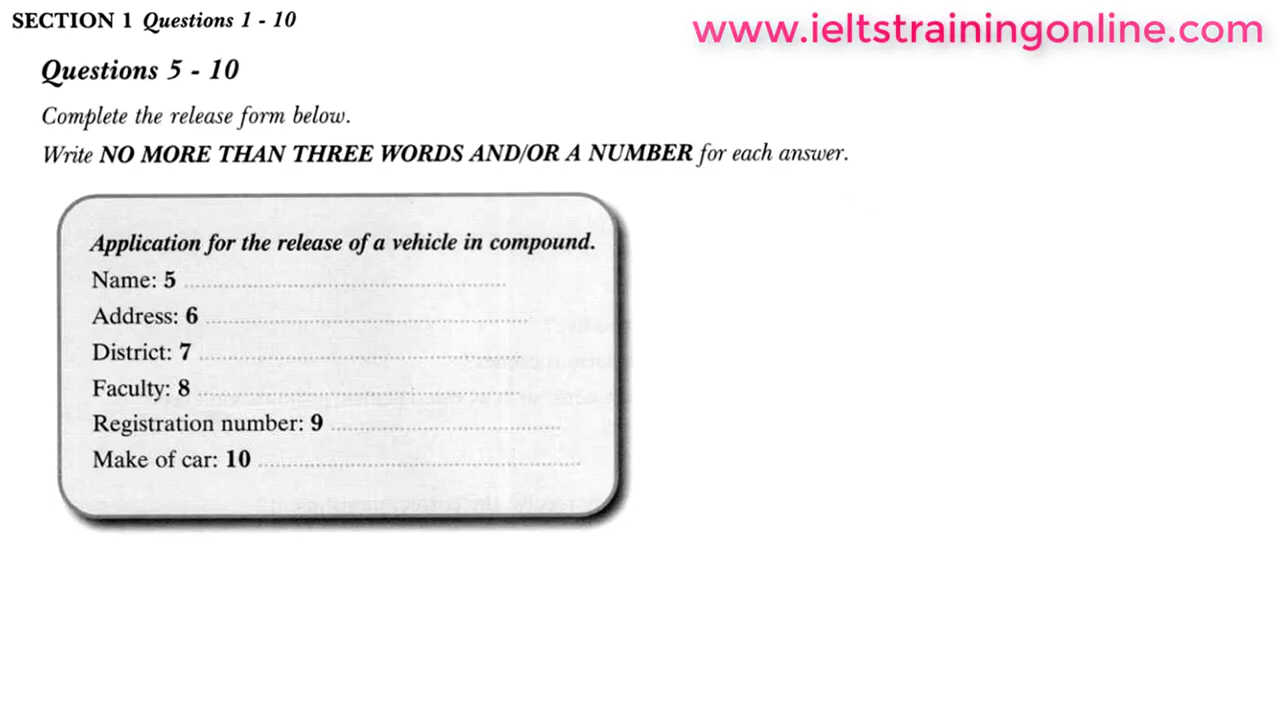 SECTION 1 Questions 1 - 10
www.ieltstrainingonline.com
Questions 5 - 10
Complete the release form below.
Write NO MORE THAN THREE WORDS AND/OR A NUMBER for each answer.
Application for the release of a vehicle in compound.
Name: 5 ................................
Address: 6 ................................
District: 7 ................................
Faculty: 8 ................................
Registration number: 9 ................................
Make of car: 10 ................................